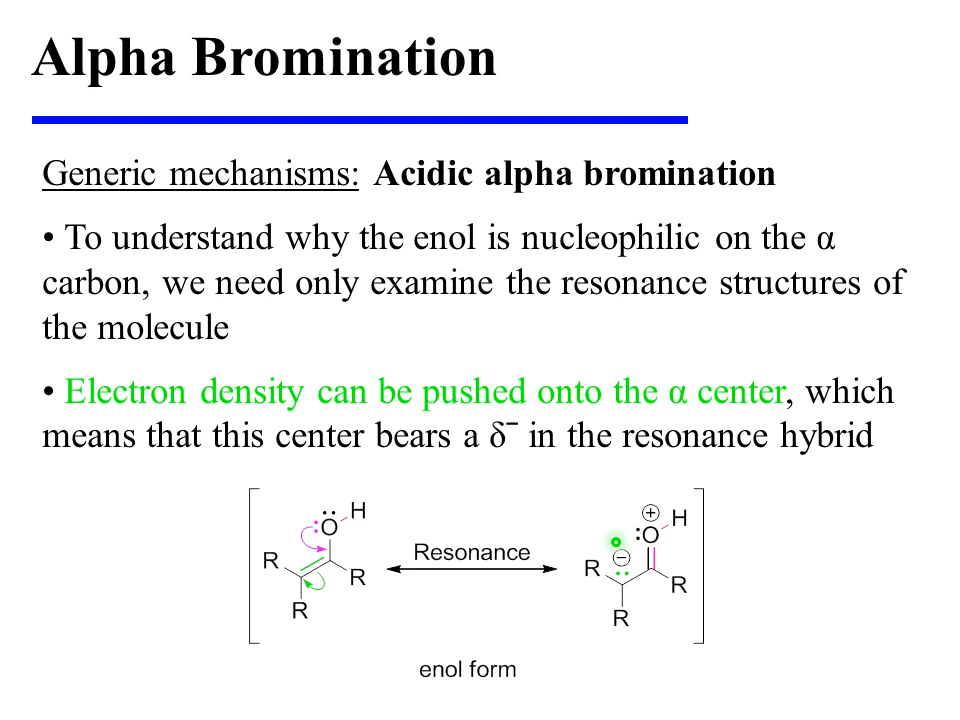 Alpha Bromination
Generic mechanisms: Acidic alpha bromination
• To understand why the enol is nucleophilic on the α
carbon, we need only examine the resonance structures of
the molecule
• Electron density can be pushed onto the α center, which
means that this center bears a δ⁻ in the resonance hybrid
O H
R
R
R
Resonance
+
O H
−
R
R
R
enol form